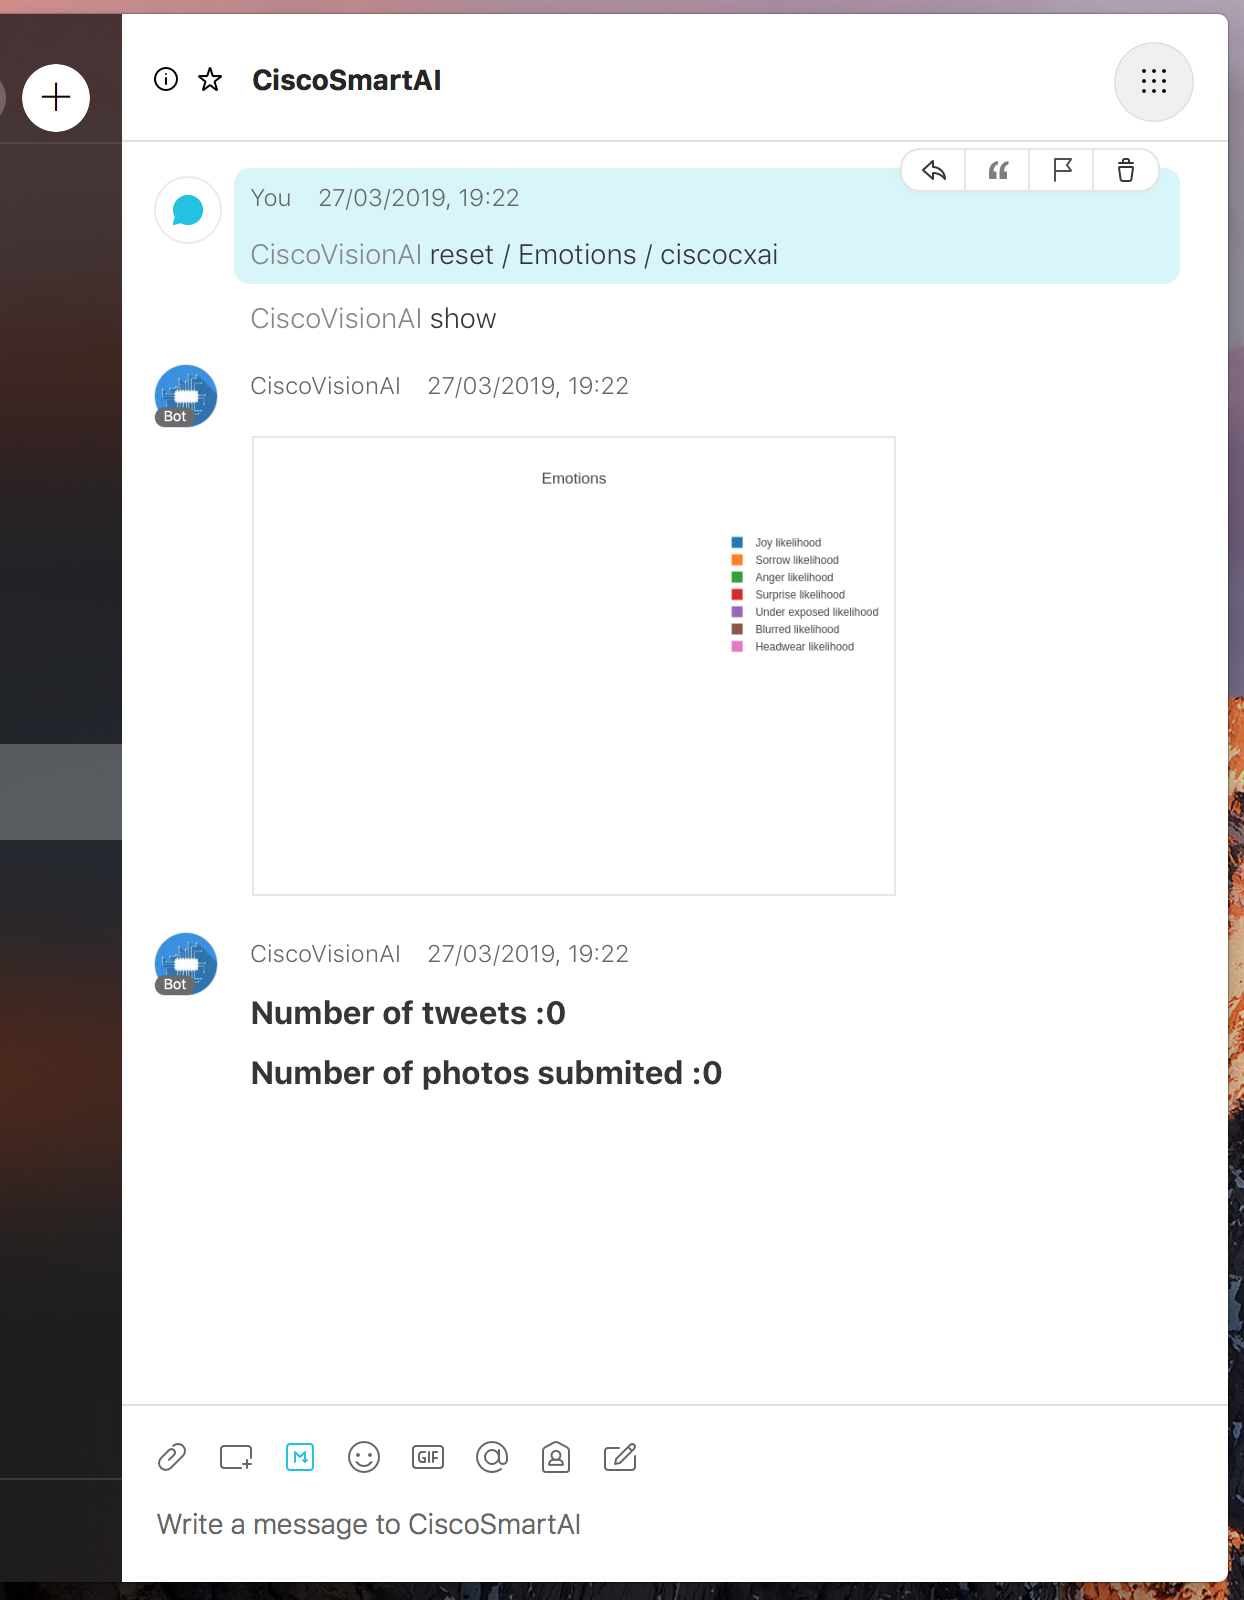 CiscoSmartAI
You 27/03/2019, 19:22
CiscoVisionAI reset / Emotions / ciscocxai
CiscoVisionAI show
CiscoVisionAI 27/03/2019, 19:22
Bot
Emotions
Joy likelihood
Sorrow likelihood
Anger likelihood
Surprise likelihood
Under exposed likelihood
Blurred likelihood
Headwear likelihood
CiscoVisionAI 27/03/2019, 19:22
Bot
Number of tweets :0
Number of photos submited :0
GIF
Write a message to CiscoSmartAI